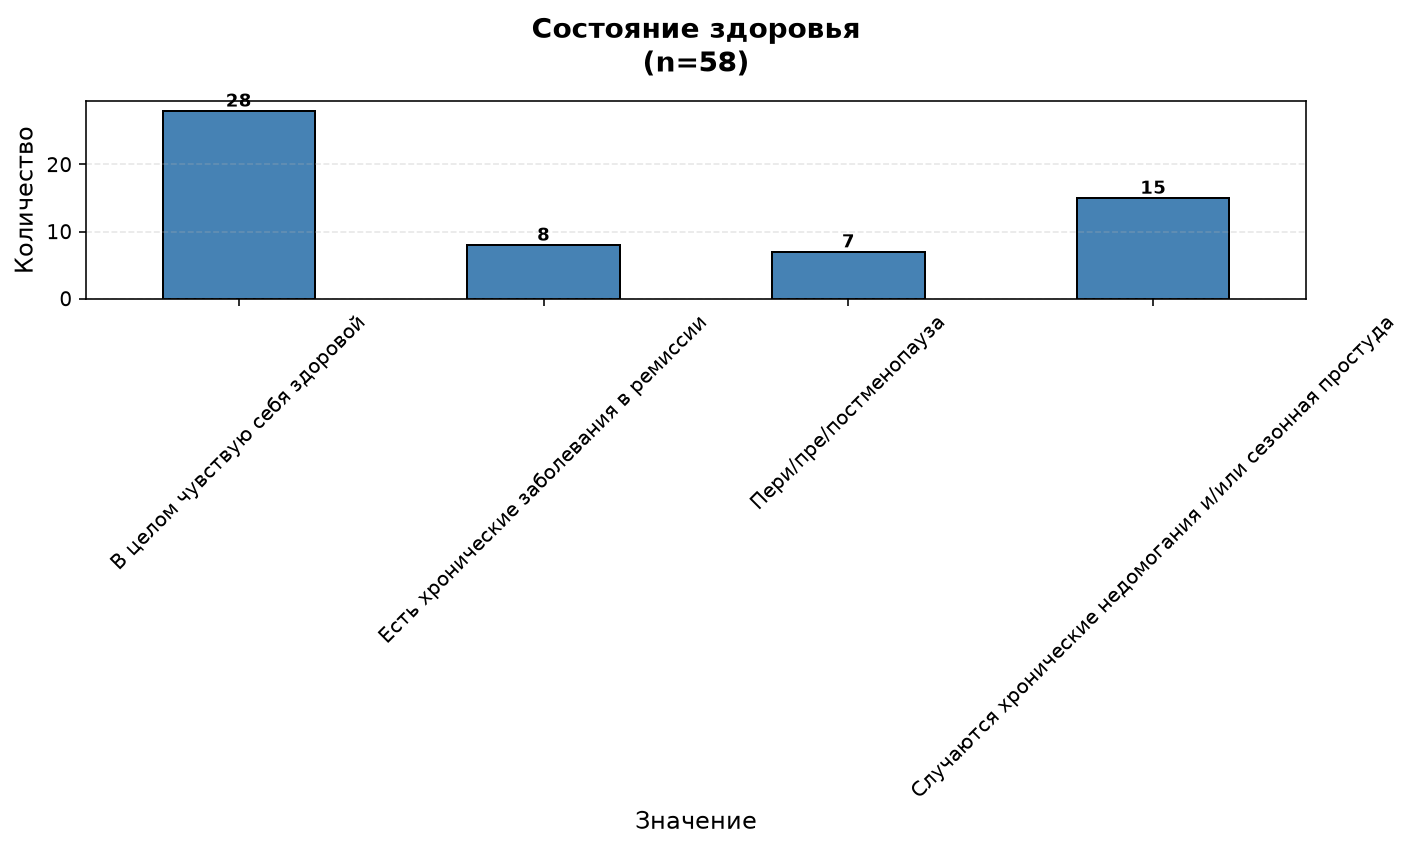 Состояние здоровья
(n=58)
Количество
20
10
0
28
8
7
15
В целом чувствую себя здоровой
Есть хронические заболевания в ремиссии
Пери/пре/постменопауза
Случаются хронические недомогания и/или сезонная простуда
Значение